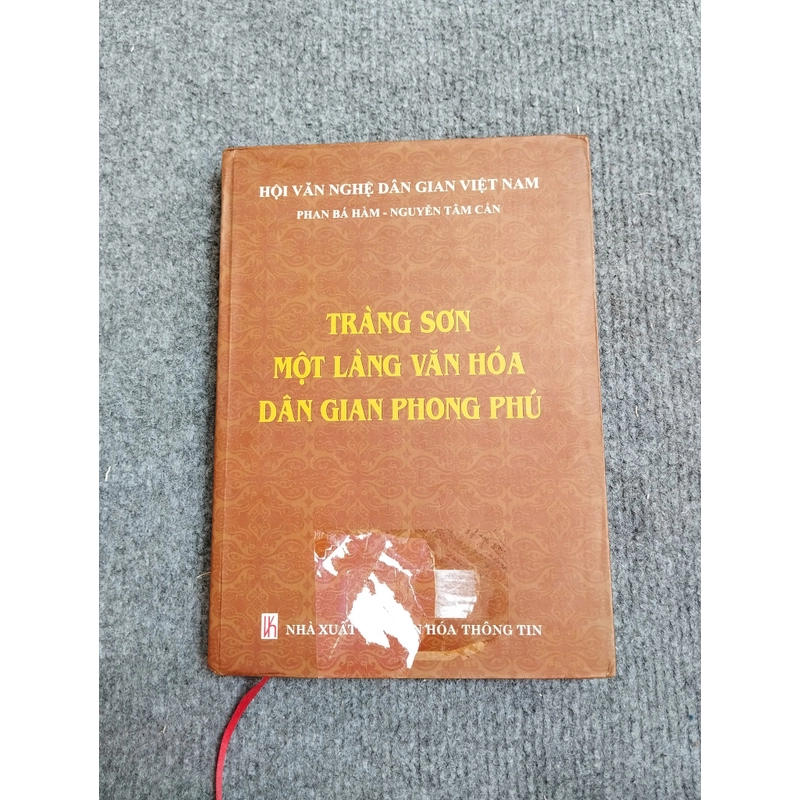 HỘI VĂN NGHỆ DÂN GIAN VIỆT NAM
PHAN BÁ HÀM - NGUYỄN TÂM CẨN
TRÀNG SƠN
MỘT LÀNG VĂN HÓA
DÂN GIAN PHONG PHÚ
NHÀ XUẤT HÓA THÔNG TIN